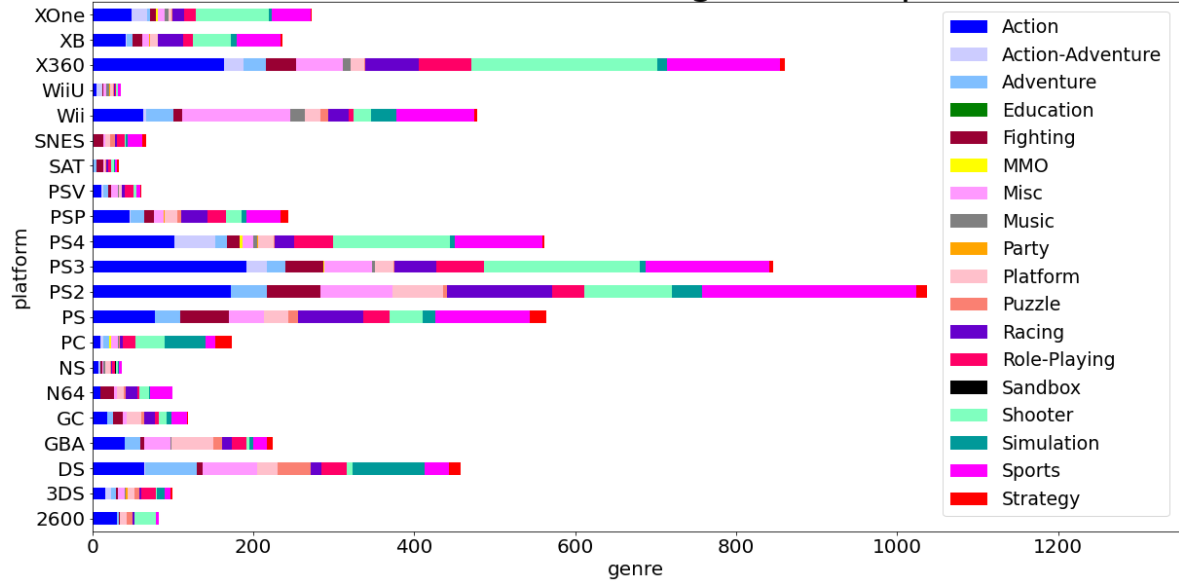 XOne
XB
X360
WiiU
Wii
SNES
SAT
PSV
PSP
PS4
PS3
PS2
PS
PC
NS
N64
GC
GBA
DS
3DS
2600
platform
0 200 400 600 800 1000 1200
genre
Action
Action-Adventure
Adventure
Education
Fighting
MMO
Misc
Music
Party
Platform
Puzzle
Racing
Role-Playing
Sandbox
Shooter
Simulation
Sports
Strategy